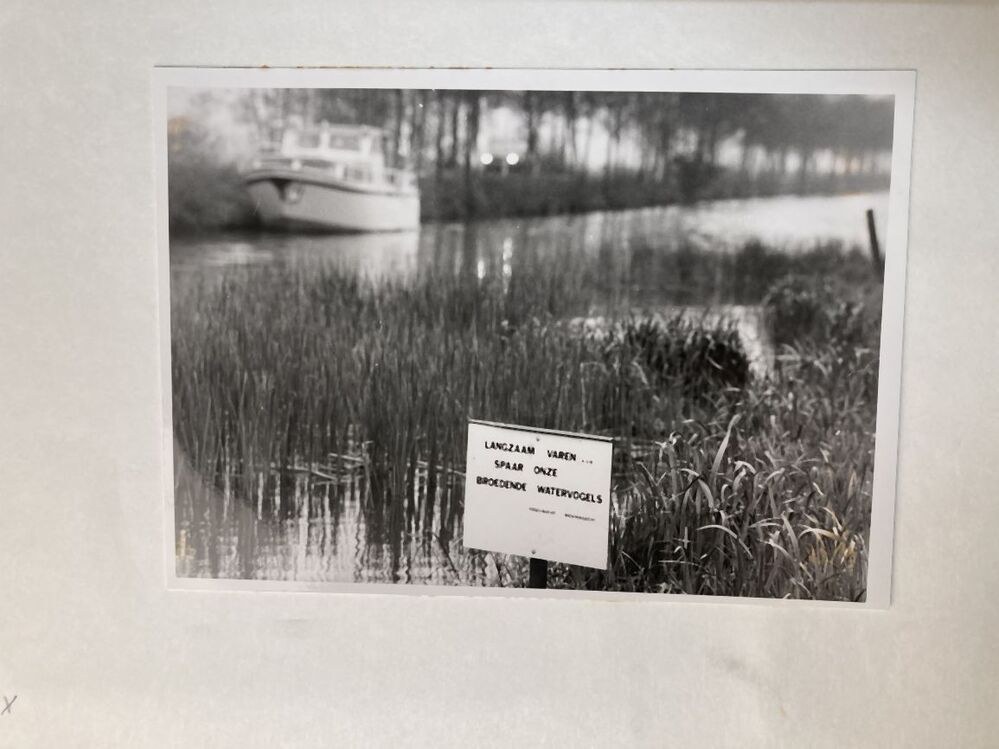 LANGZAAM VAREN ...
SPAAR ONZE
BROEDENDE WATERVOGELS
X